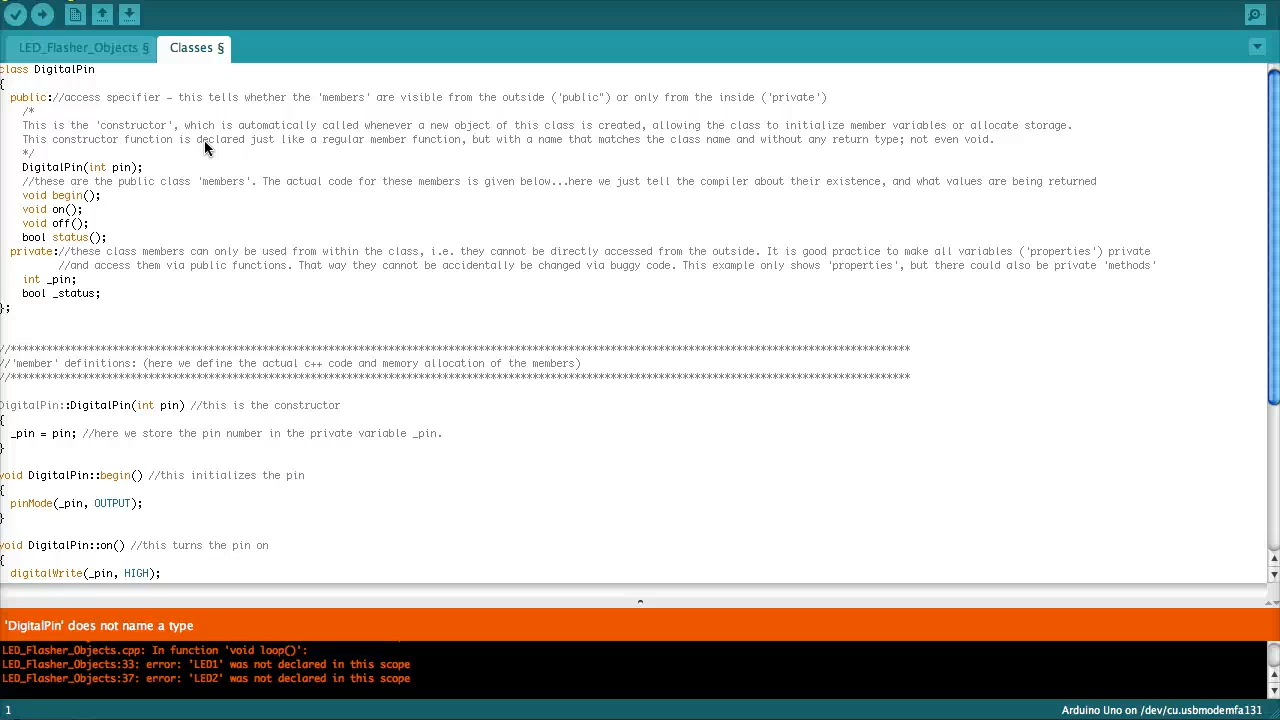 LED_Flasher_Objects § Classes §
class DigitalPin
{
public://access specifier - this tells whether the 'members' are visible from the outside ('public") or only from the inside ('private')
/*
This is the 'constructor', which is automatically called whenever a new object of this class is created, allowing the class to initialize member variables or allocate storage.
This constructor function is declared just like a regular member function, but with a name that matches the class name and without any return type; not even void.
*/
DigitalPin(int pin);
//these are the public class 'members'. The actual code for these members is given below...here we just tell the compiler about their existence, and what values are being returned
void begin();
void on();
void off();
bool status();
private://these class members can only be used from within the class, i.e. they cannot be directly accessed from the outside. It is good practice to make all variables ('properties') private
//and access them via public functions. That way they cannot be accidentally be changed via buggy code. This example only shows 'properties', but there could also be private 'methods'
int _pin;
bool _status;
};
//******************************************************************************************************************************************************
//'member' definitions: (here we define the actual c++ code and memory allocation of the members)
//******************************************************************************************************************************************************
DigitalPin::DigitalPin(int pin) //this is the constructor
{
_pin = pin; //here we store the pin number in the private variable _pin.
}
void DigitalPin::begin() //this initializes the pin
{
pinMode(_pin, OUTPUT);
}
void DigitalPin::on() //this turns the pin on
{
digitalWrite(_pin, HIGH);
'DigitalPin' does not name a type
LED_Flasher_Objects.cpp: In function 'void loop()':
LED_Flasher_Objects:33: error: 'LED1' was not declared in this scope
LED_Flasher_Objects:37: error: 'LED2' was not declared in this scope
1 Arduino Uno on /dev/cu.usbmodemfa131